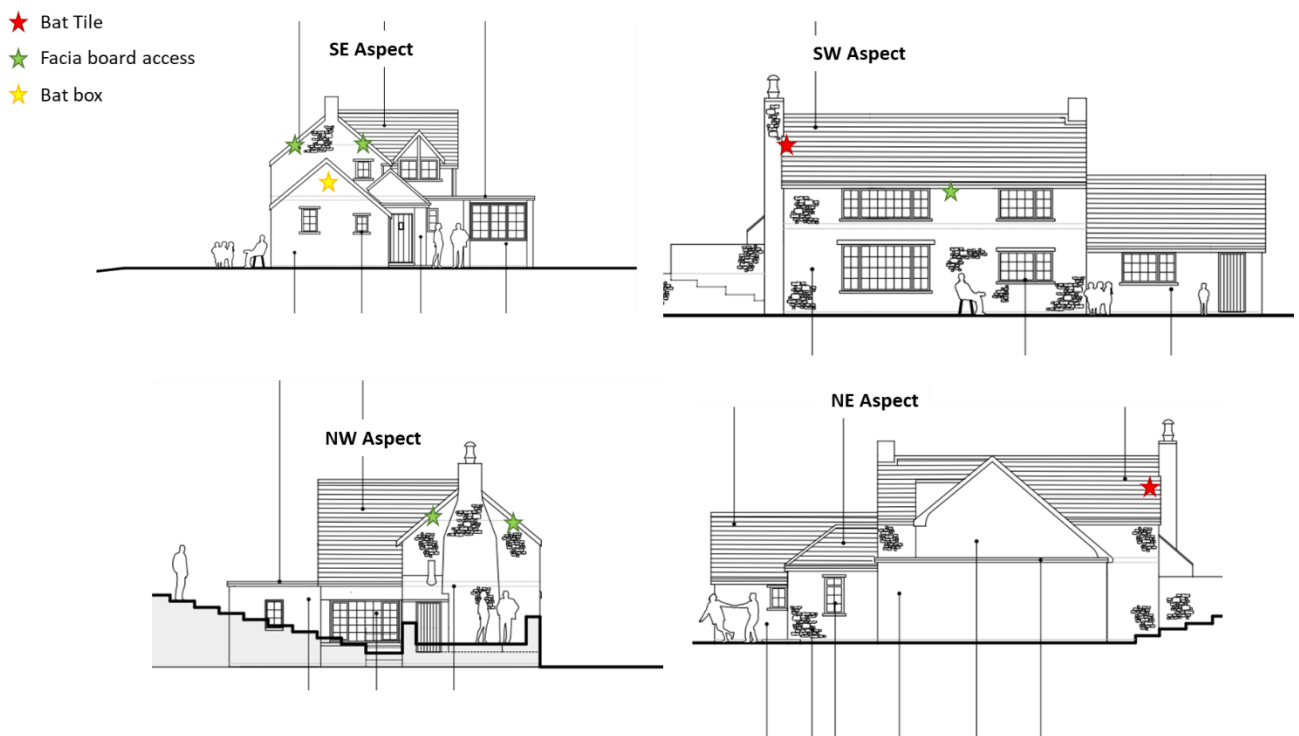 Bat Tile
Facia board access
Bat box
SE Aspect
SW Aspect
NW Aspect
NE Aspect